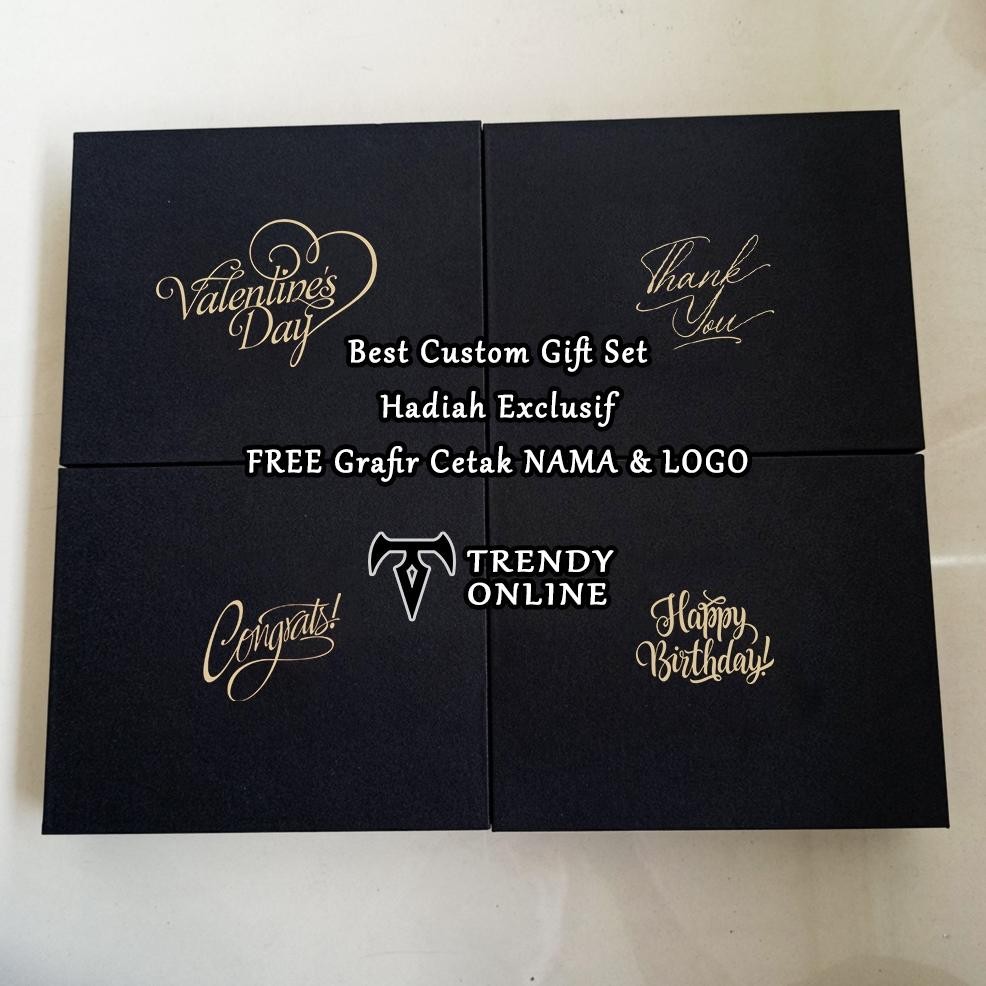 Valentine's
Day
Thank
You
Best Custom Gift Set
Hadiah Exclusif
FREE Grafir Cetak NAMA & LOGO
TRENDY
ONLINE
Congrats!
Happy
Birthday!